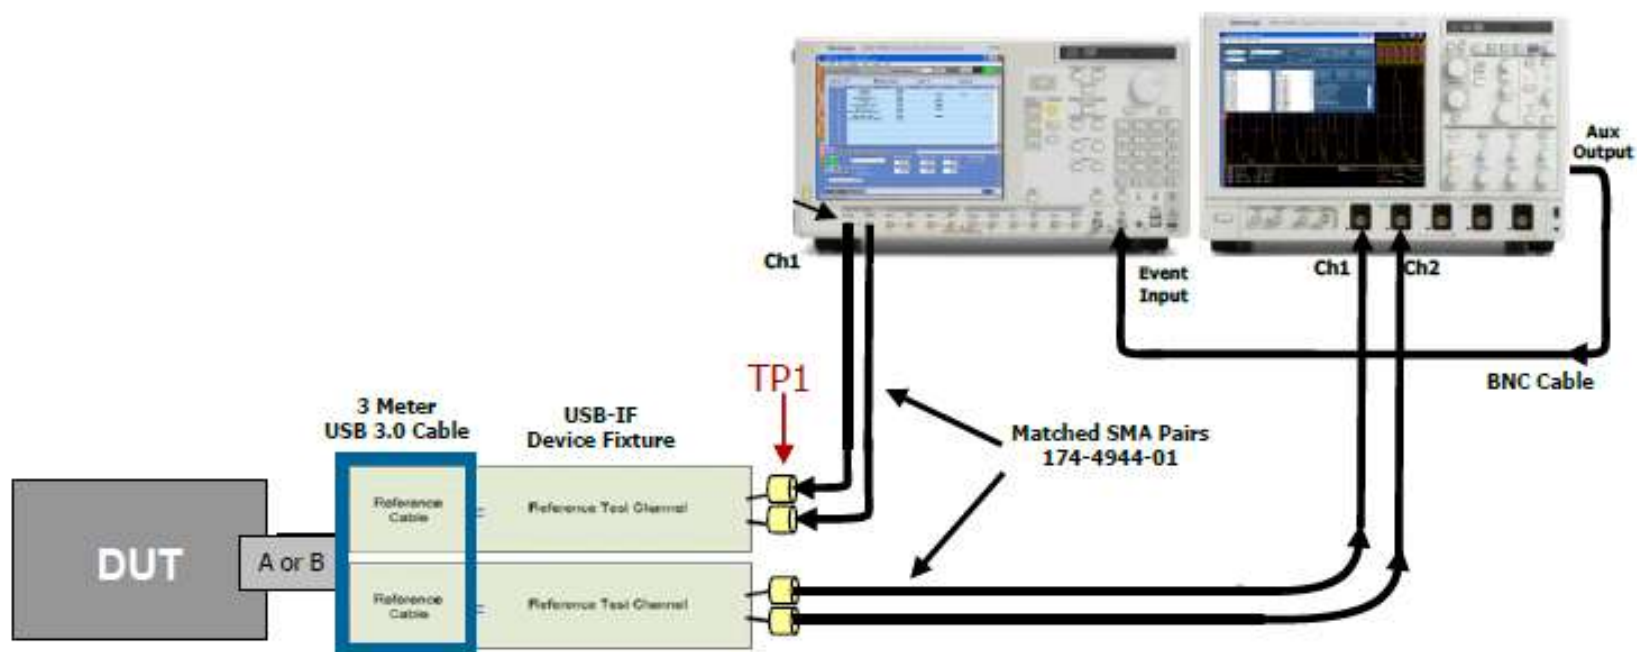 Aux
Output
Ch1
Event
Input
Ch1
Ch2
BNC Cable
TP1
3 Meter
USB 3.0 Cable
USB-IF
Device Fixture
Matched SMA Pairs
174-4944-01
Reference
Cable
Reference Test Channel
DUT
A or B
Reference
Cable
Reference Test Channel